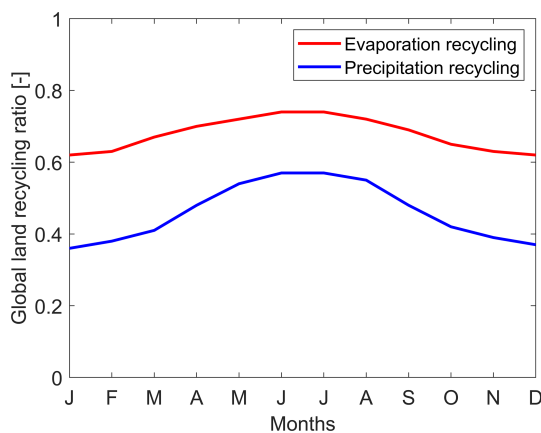 Global land recycling ratio [-]
1
0.8
0.6
0.4
0.2
0
Evaporation recycling
Precipitation recycling
J F M A M J J A S O N D
Months